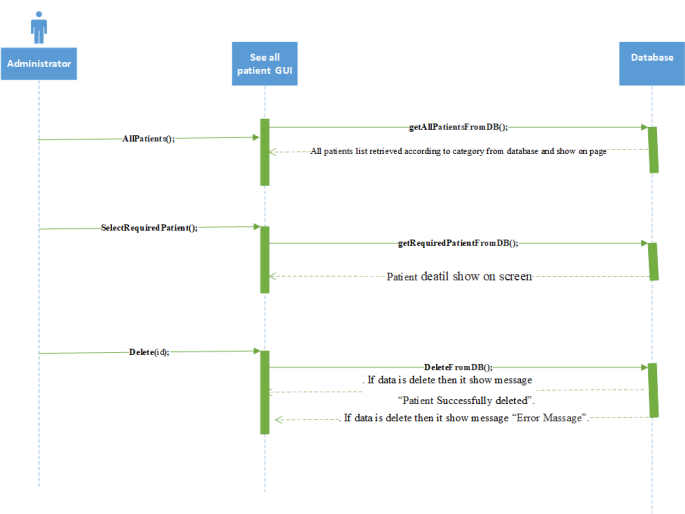 Administrator
See all
patient GUI
Database
AllPatients();
getAllPatientsFromDB();
All patients list retrieved according to category from database and show on page
SelectRequiredPatient();
getRequiredPatientFromDB();
Patient deatil show on screen
Delete(id);
DeleteFromDB();
. If data is delete then it show message
“Patient Successfully deleted”.
. If data is delete then it show message “Error Massage”.